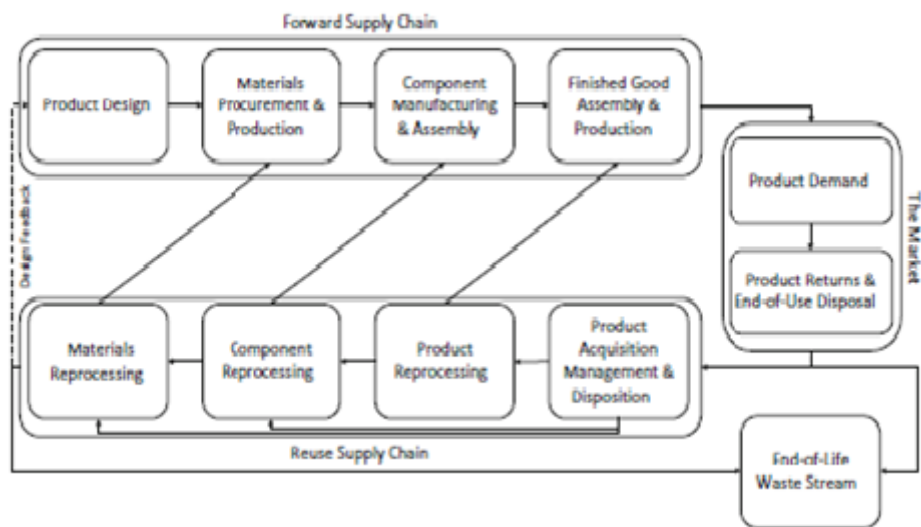 Forward Supply Chain
Product Design
Materials
Procurement &
Production
Component
Manufacturing
& Assembly
Finished Good
Assembly &
Production
Product Demand
Product Returns &
End-of-Use Disposal
The Market
Design Feedback
Materials
Reprocessing
Component
Reprocessing
Product
Reprocessing
Product
Acquisition
Management &
Disposition
Reuse Supply Chain
End-of-Life
Waste Stream